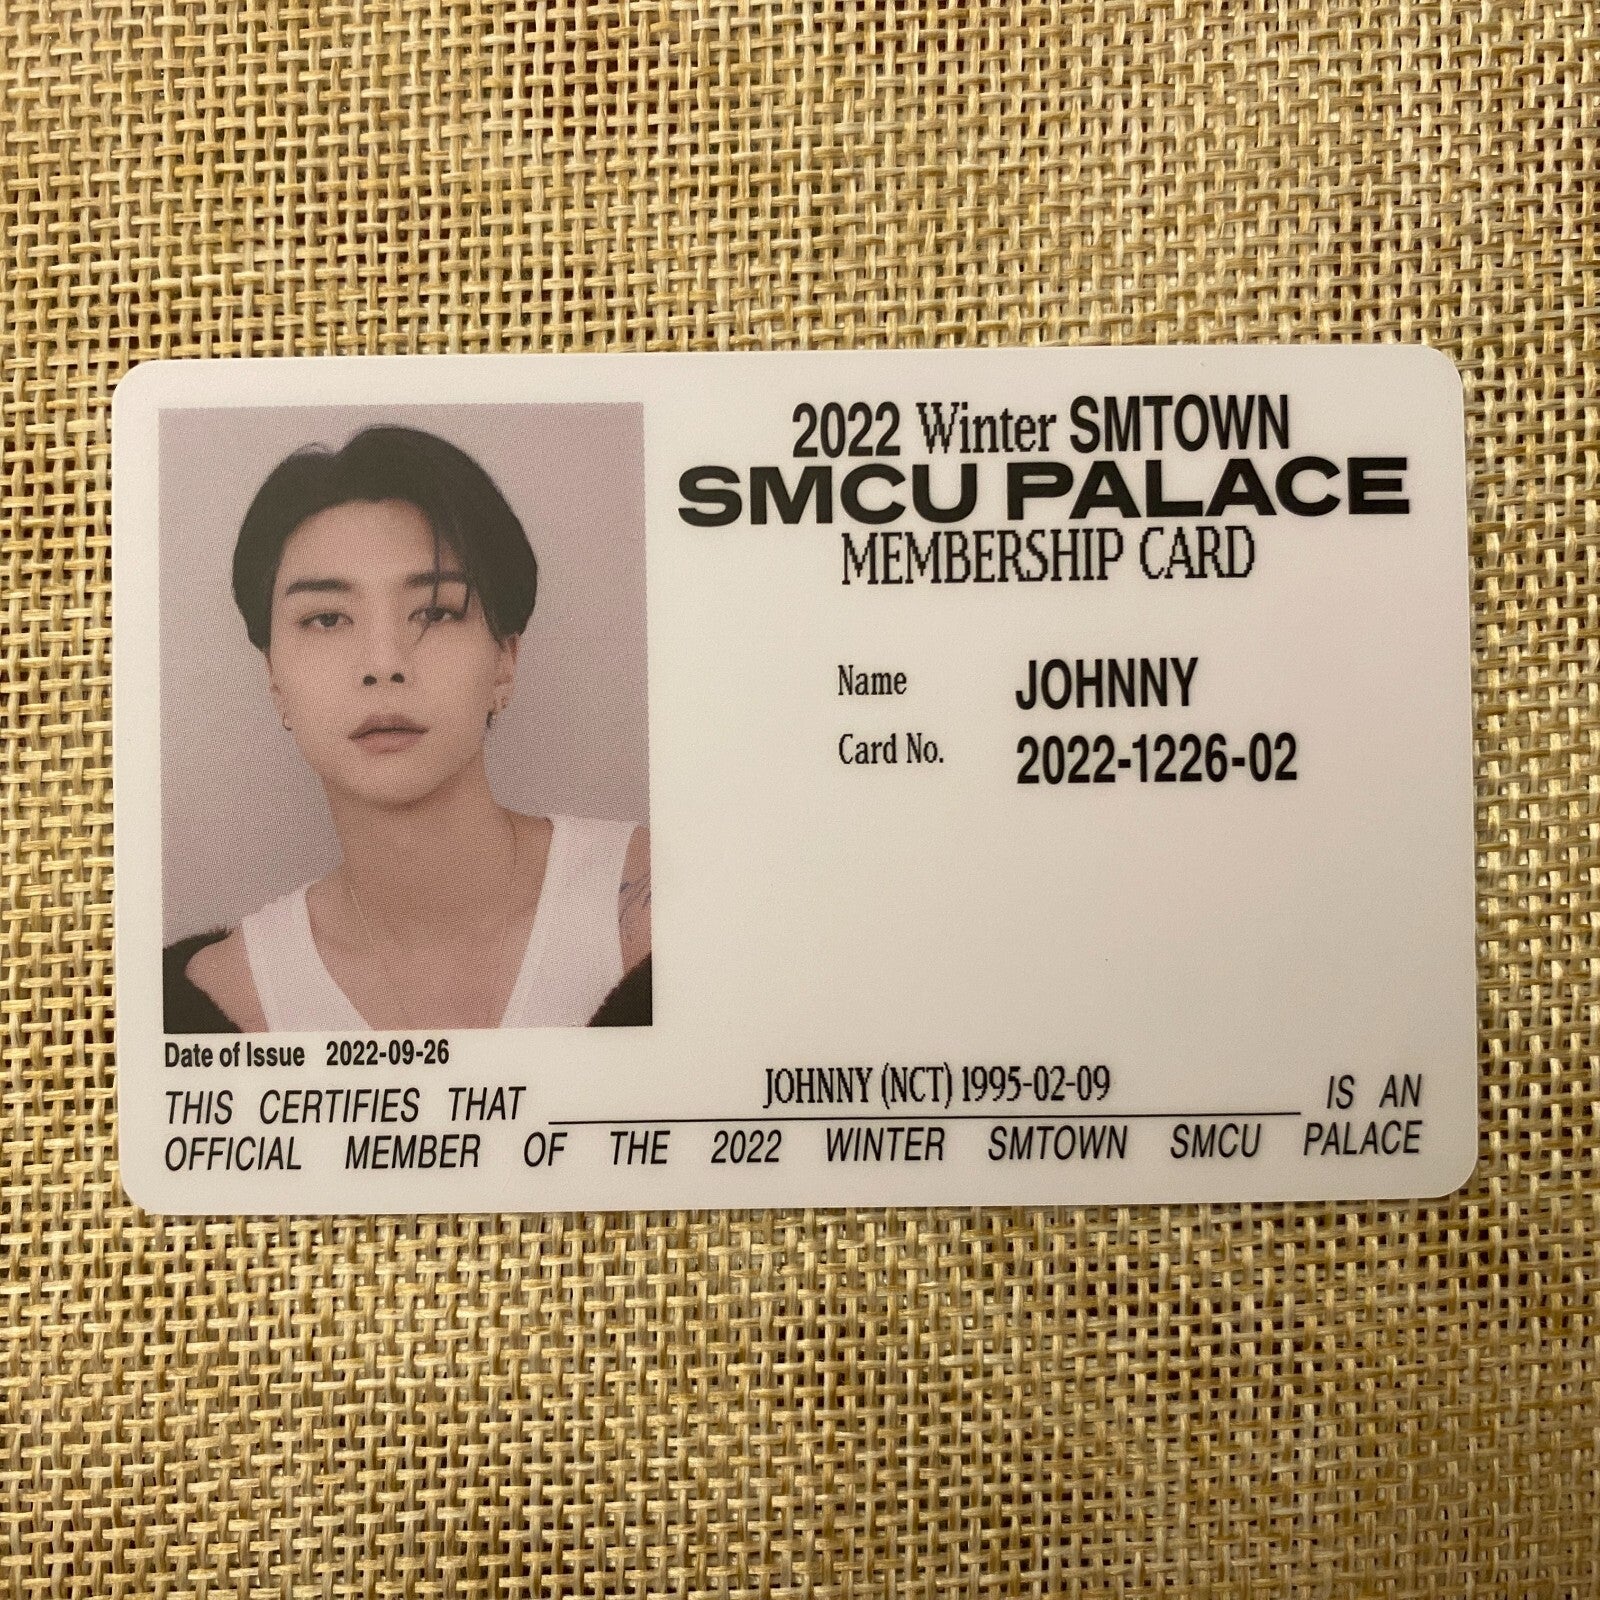 2022 Winter SMTOWN
SMCU PALACE
MEMBERSHIP CARD
Name JOHNNY
Card No. 2022-1226-02
Date of Issue 2022-09-26
THIS CERTIFIES THAT JOHNNY (NCT) 1995-02-09 IS AN
OFFICIAL MEMBER OF THE 2022 WINTER SMTOWN SMCU PALACE